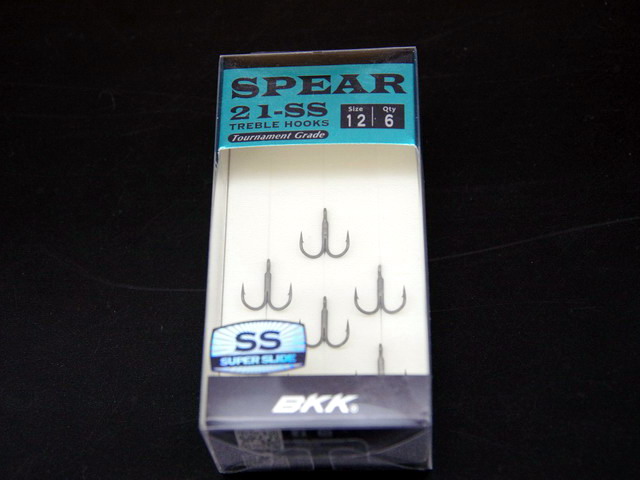 SPEAR
21-SS
TREBLE HOOKS
Tournament Grade
Size
12
Qty
6
SS
SUPER SLIDE
BKK®